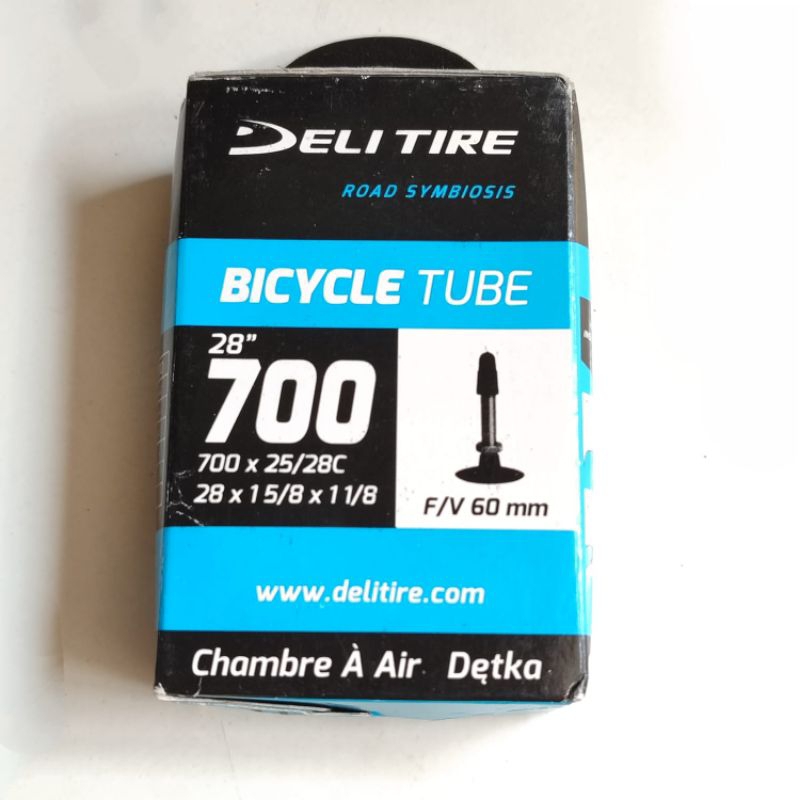 DELI TIRE
ROAD SYMBIOSIS
BICYCLE TUBE
28”
700
700 x 25/28C
28 x 1 5/8 x 1 1/8
F/V 60 mm
www.delitire.com
Chambre À Air Dętka